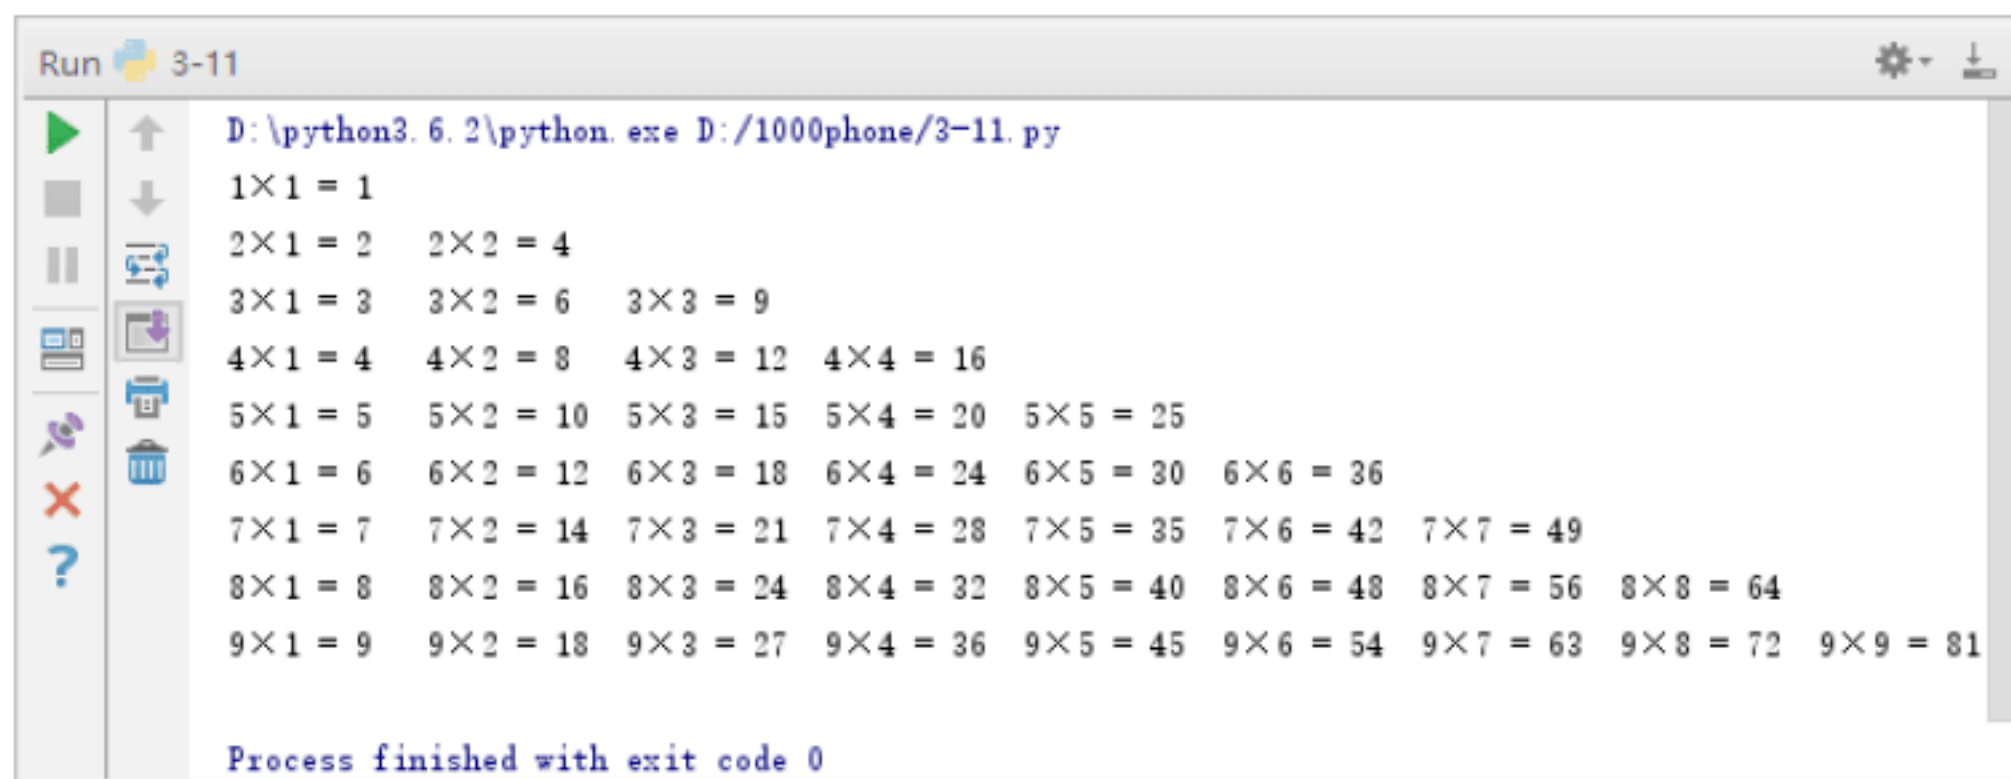 Run 3-11
D:\python3.6.2\python.exe D:/1000phone/3-11.py
1×1 = 1
2×1 = 2   2×2 = 4
3×1 = 3   3×2 = 6   3×3 = 9
4×1 = 4   4×2 = 8   4×3 = 12  4×4 = 16
5×1 = 5   5×2 = 10  5×3 = 15  5×4 = 20  5×5 = 25
6×1 = 6   6×2 = 12  6×3 = 18  6×4 = 24  6×5 = 30  6×6 = 36
7×1 = 7   7×2 = 14  7×3 = 21  7×4 = 28  7×5 = 35  7×6 = 42  7×7 = 49
8×1 = 8   8×2 = 16  8×3 = 24  8×4 = 32  8×5 = 40  8×6 = 48  8×7 = 56  8×8 = 64
9×1 = 9   9×2 = 18  9×3 = 27  9×4 = 36  9×5 = 45  9×6 = 54  9×7 = 63  9×8 = 72  9×9 = 81
Process finished with exit code 0